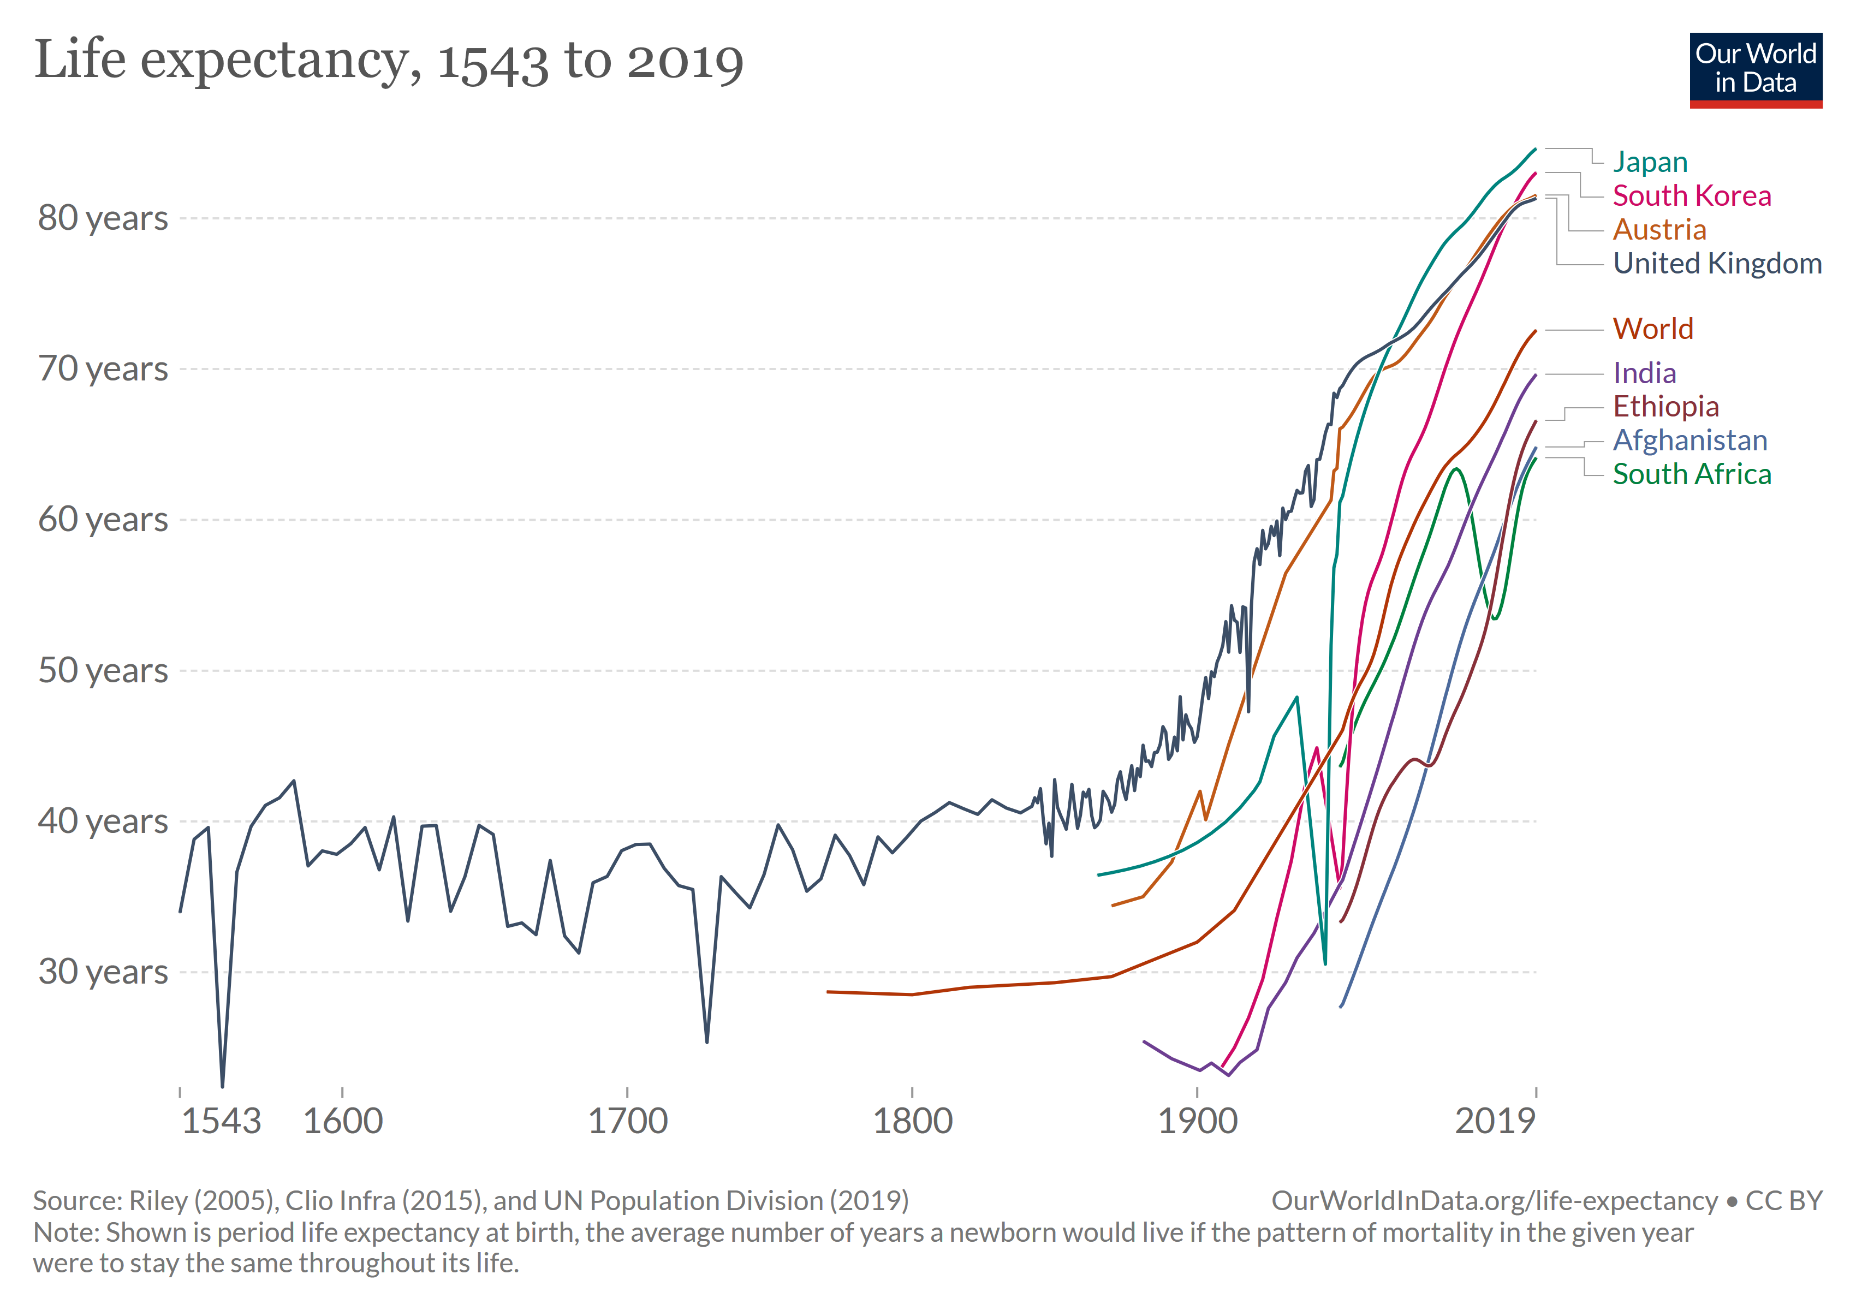 Life expectancy, 1543 to 2019
Our World
in Data
Japan
South Korea
Austria
United Kingdom
World
India
Ethiopia
Afghanistan
South Africa
80 years
70 years
60 years
50 years
40 years
30 years
1543
1600
1700
1800
1900
2019
Source: Riley (2005), Clio Infra (2015), and UN Population Division (2019)
OurWorldInData.org/life-expectancy • CC BY
Note: Shown is period life expectancy at birth, the average number of years a newborn would live if the pattern of mortality in the given year
were to stay the same throughout its life.